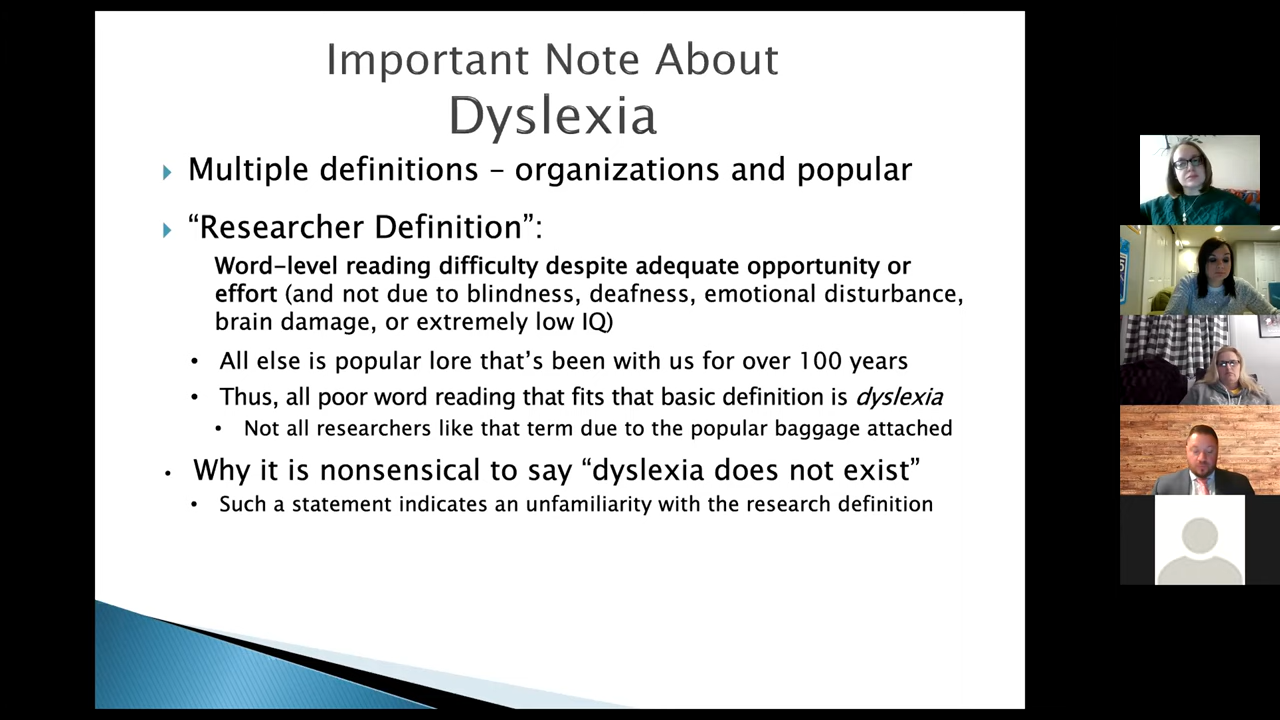 Important Note About
Dyslexia
Multiple definitions – organizations and popular
“Researcher Definition”:
Word-level reading difficulty despite adequate opportunity or
effort (and not due to blindness, deafness, emotional disturbance,
brain damage, or extremely low IQ)
• All else is popular lore that’s been with us for over 100 years
• Thus, all poor word reading that fits that basic definition is dyslexia
• Not all researchers like that term due to the popular baggage attached
• Why it is nonsensical to say “dyslexia does not exist”
• Such a statement indicates an unfamiliarity with the research definition